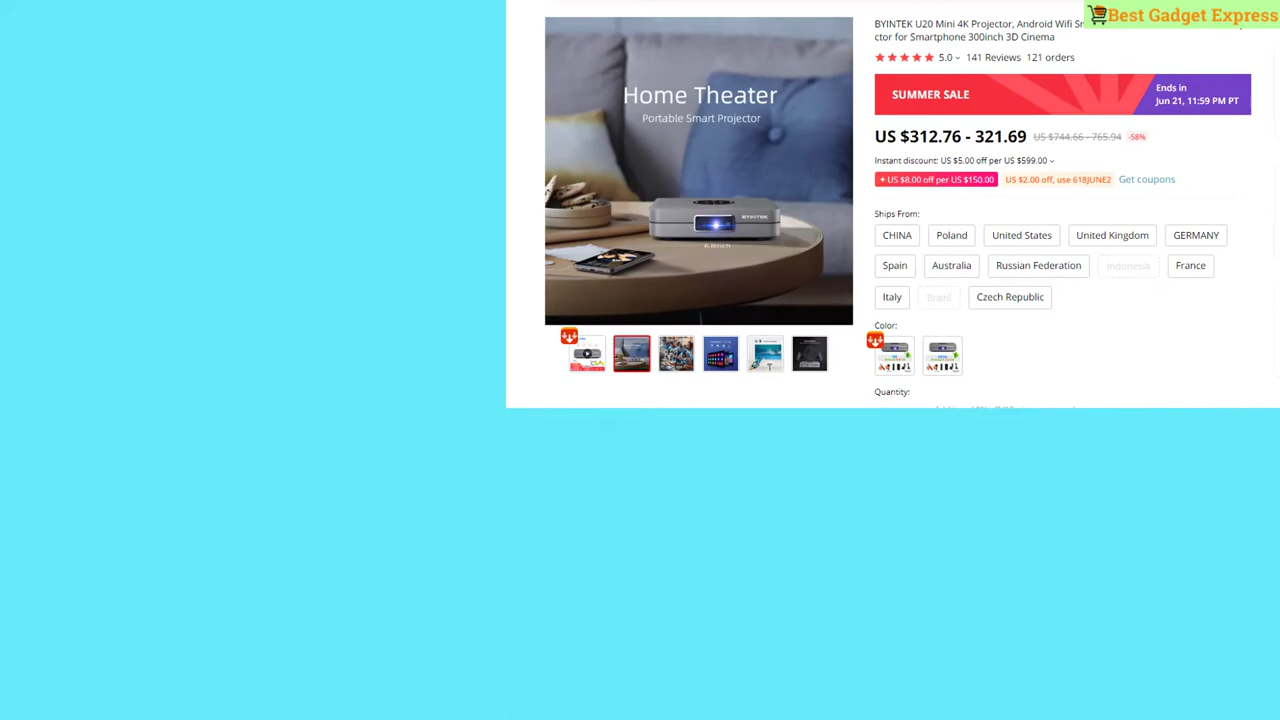 Best Gadget Express
BYINTEK U20 Mini 4K Projector, Android Wifi
ctor for Smartphone 300inch 3D Cinema
5.0 141 Reviews 121 orders
SUMMER SALE
Ends in
Jun 21, 11:59 PM PT
US $312.76 - 321.69 US $744.66 - 765.94 -58%
Instant discount: US $5.00 off per US $599.00
US $8.00 off per US $150.00 US $2.00 off, use 618JUNE2 Get coupons
Home Theater
Portable Smart Projector
BYINTEK
Ships From:
CHINA Poland United States United Kingdom GERMANY
Spain Australia Russian Federation Indonesia France
Italy Brazil Czech Republic
Color:
Quantity: